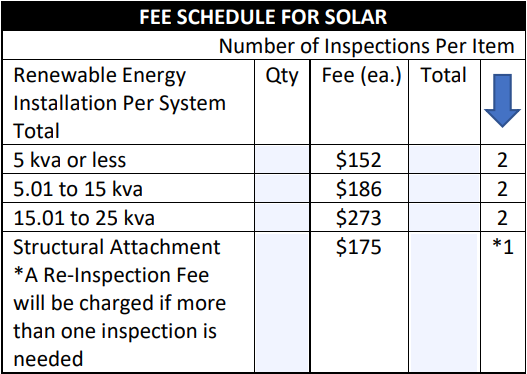 FEE SCHEDULE FOR SOLAR
Number of Inspections Per Item
Renewable Energy Installation Per System Total Qty Fee (ea.) Total
5 kva or less $152 2
5.01 to 15 kva $186 2
15.01 to 25 kva $273 2
Structural Attachment $175 *1
*A Re-Inspection Fee
will be charged if more
than one inspection is
needed